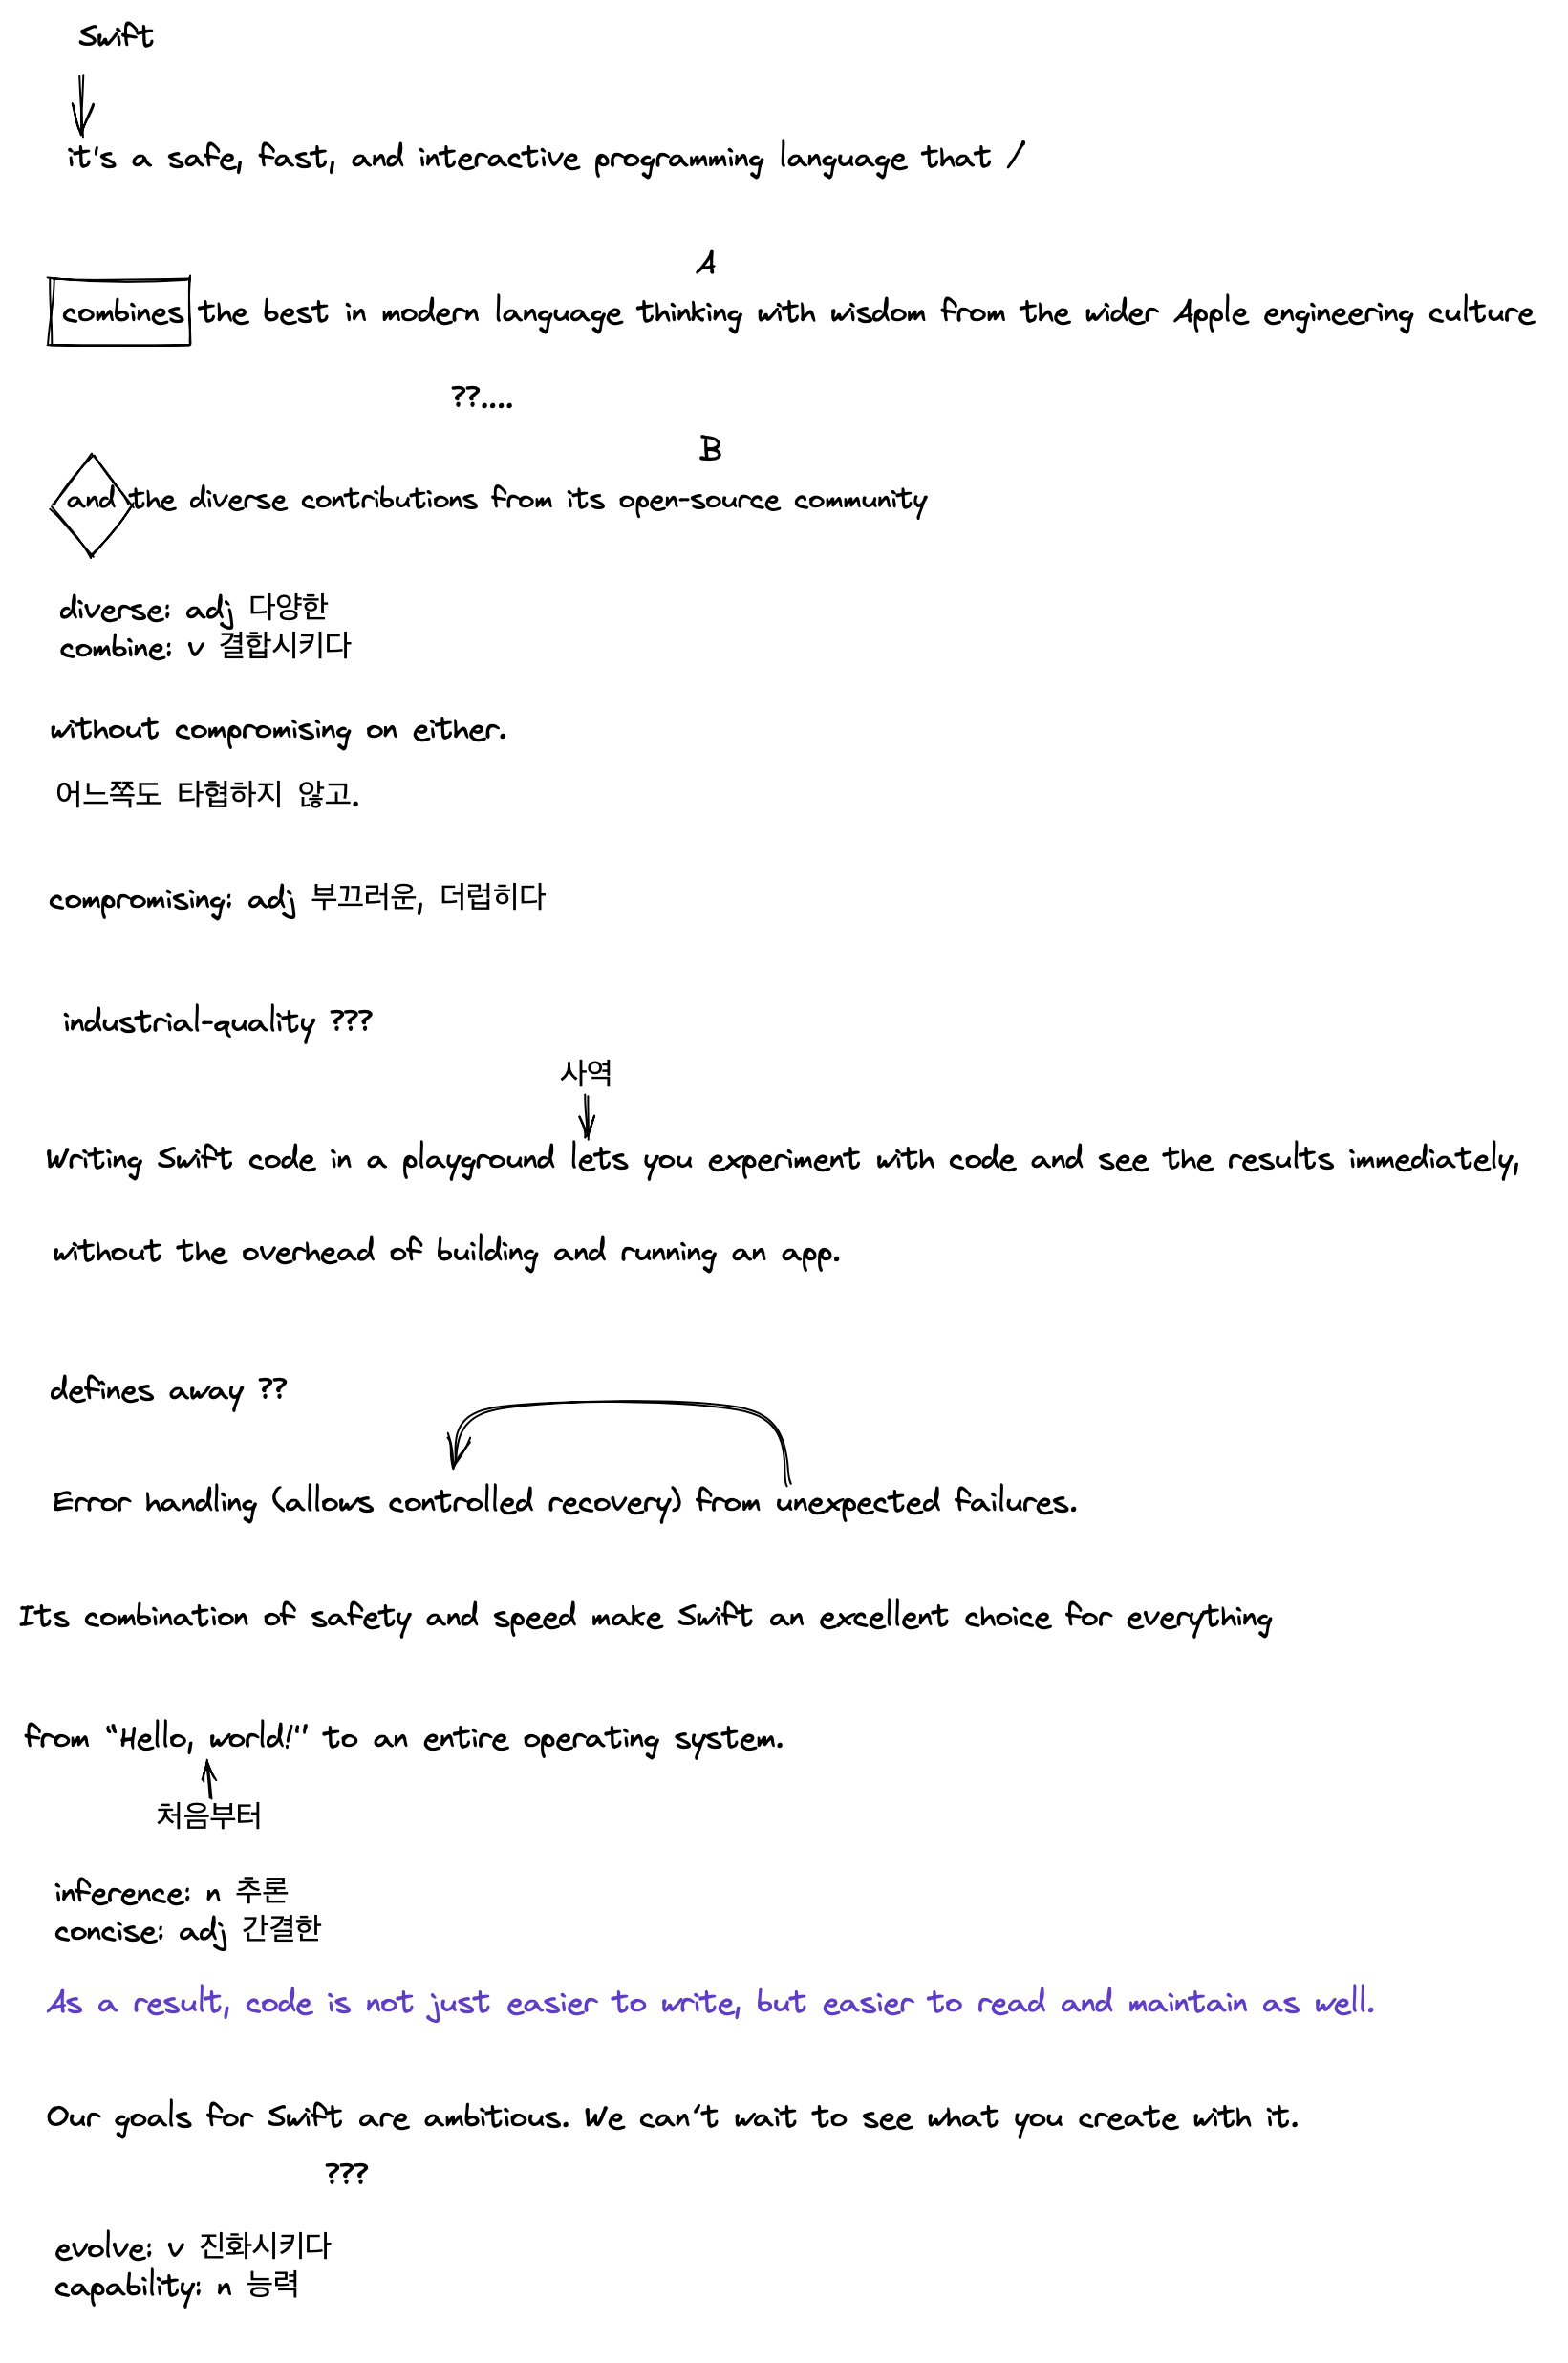 Swift
it's a safe, fast, and interactive programming language that /
A
combines the best in modern language thinking with wisdom from the wider Apple engineering culture
??....
B
and the diverse contributions from its open-source community
diverse: adj 다양한
combine: v 결합시키다
without compromising on either.
어느쪽도 타협하지 않고.
compromising: adj 부끄러운, 더럽히다
industrial-quality ???
사역
Writing Swift code in a playground lets you experiment with code and see the results immediately,
without the overhead of building and running an app.
defines away ??
Error handling (allows controlled recovery) from unexpected failures.
Its combination of safety and speed make Swift an excellent choice for everything
from “Hello, world!” to an entire operating system.
처음부터
inference: n 추론
concise: adj 간결한
As a result, code is not just easier to write, but easier to read and maintain as well.
Our goals for Swift are ambitious. We can’t wait to see what you create with it.
???
evolve: v 진화시키다
capability: n 능력